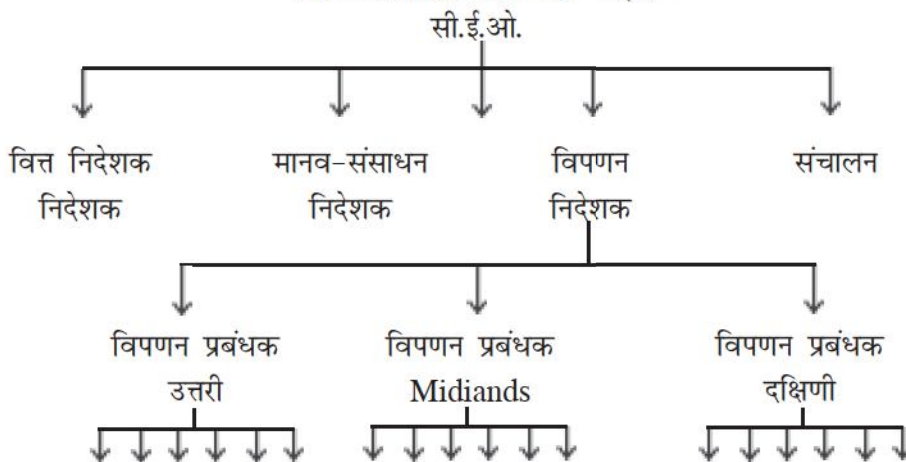 सी.ई.ओ.
वित्त निदेशक मानव-संसाधन विपणन संचालन
निदेशक निदेशक निदेशक
विपणन प्रबंधक विपणन प्रबंधक विपणन प्रबंधक
उत्तरी Midiands दक्षिणी